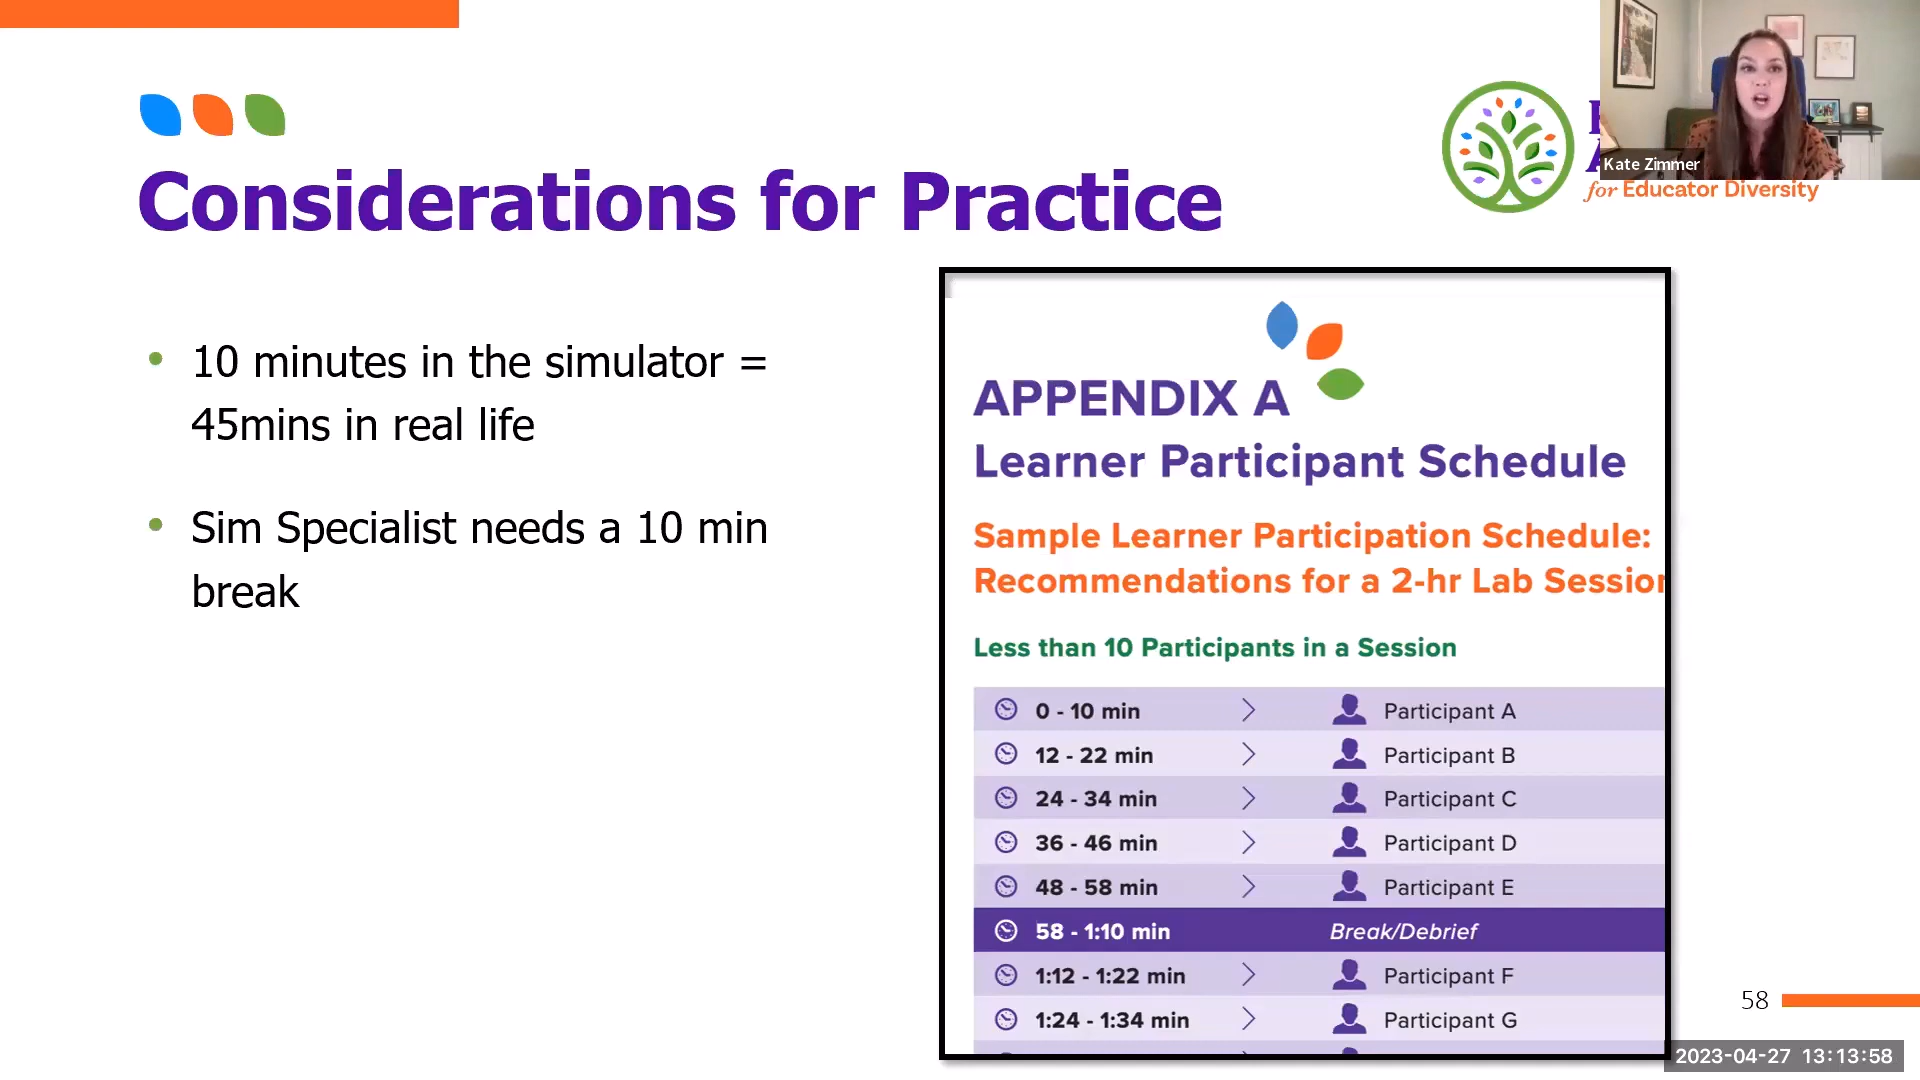 Kate Zimmer
for Educator Diversity
Considerations for Practice
• 10 minutes in the simulator =
45mins in real life
• Sim Specialist needs a 10 min
break
APPENDIX A
Learner Participant Schedule
Sample Learner Participation Schedule:
Recommendations for a 2-hr Lab Session
Less than 10 Participants in a Session
0 - 10 min > Participant A
12 - 22 min > Participant B
24 - 34 min > Participant C
36 - 46 min > Participant D
48 - 58 min > Participant E
58 - 1:10 min Break/Debrief
1:12 - 1:22 min > Participant F
1:24 - 1:34 min > Participant G
58
2023-04-27 13:13:58